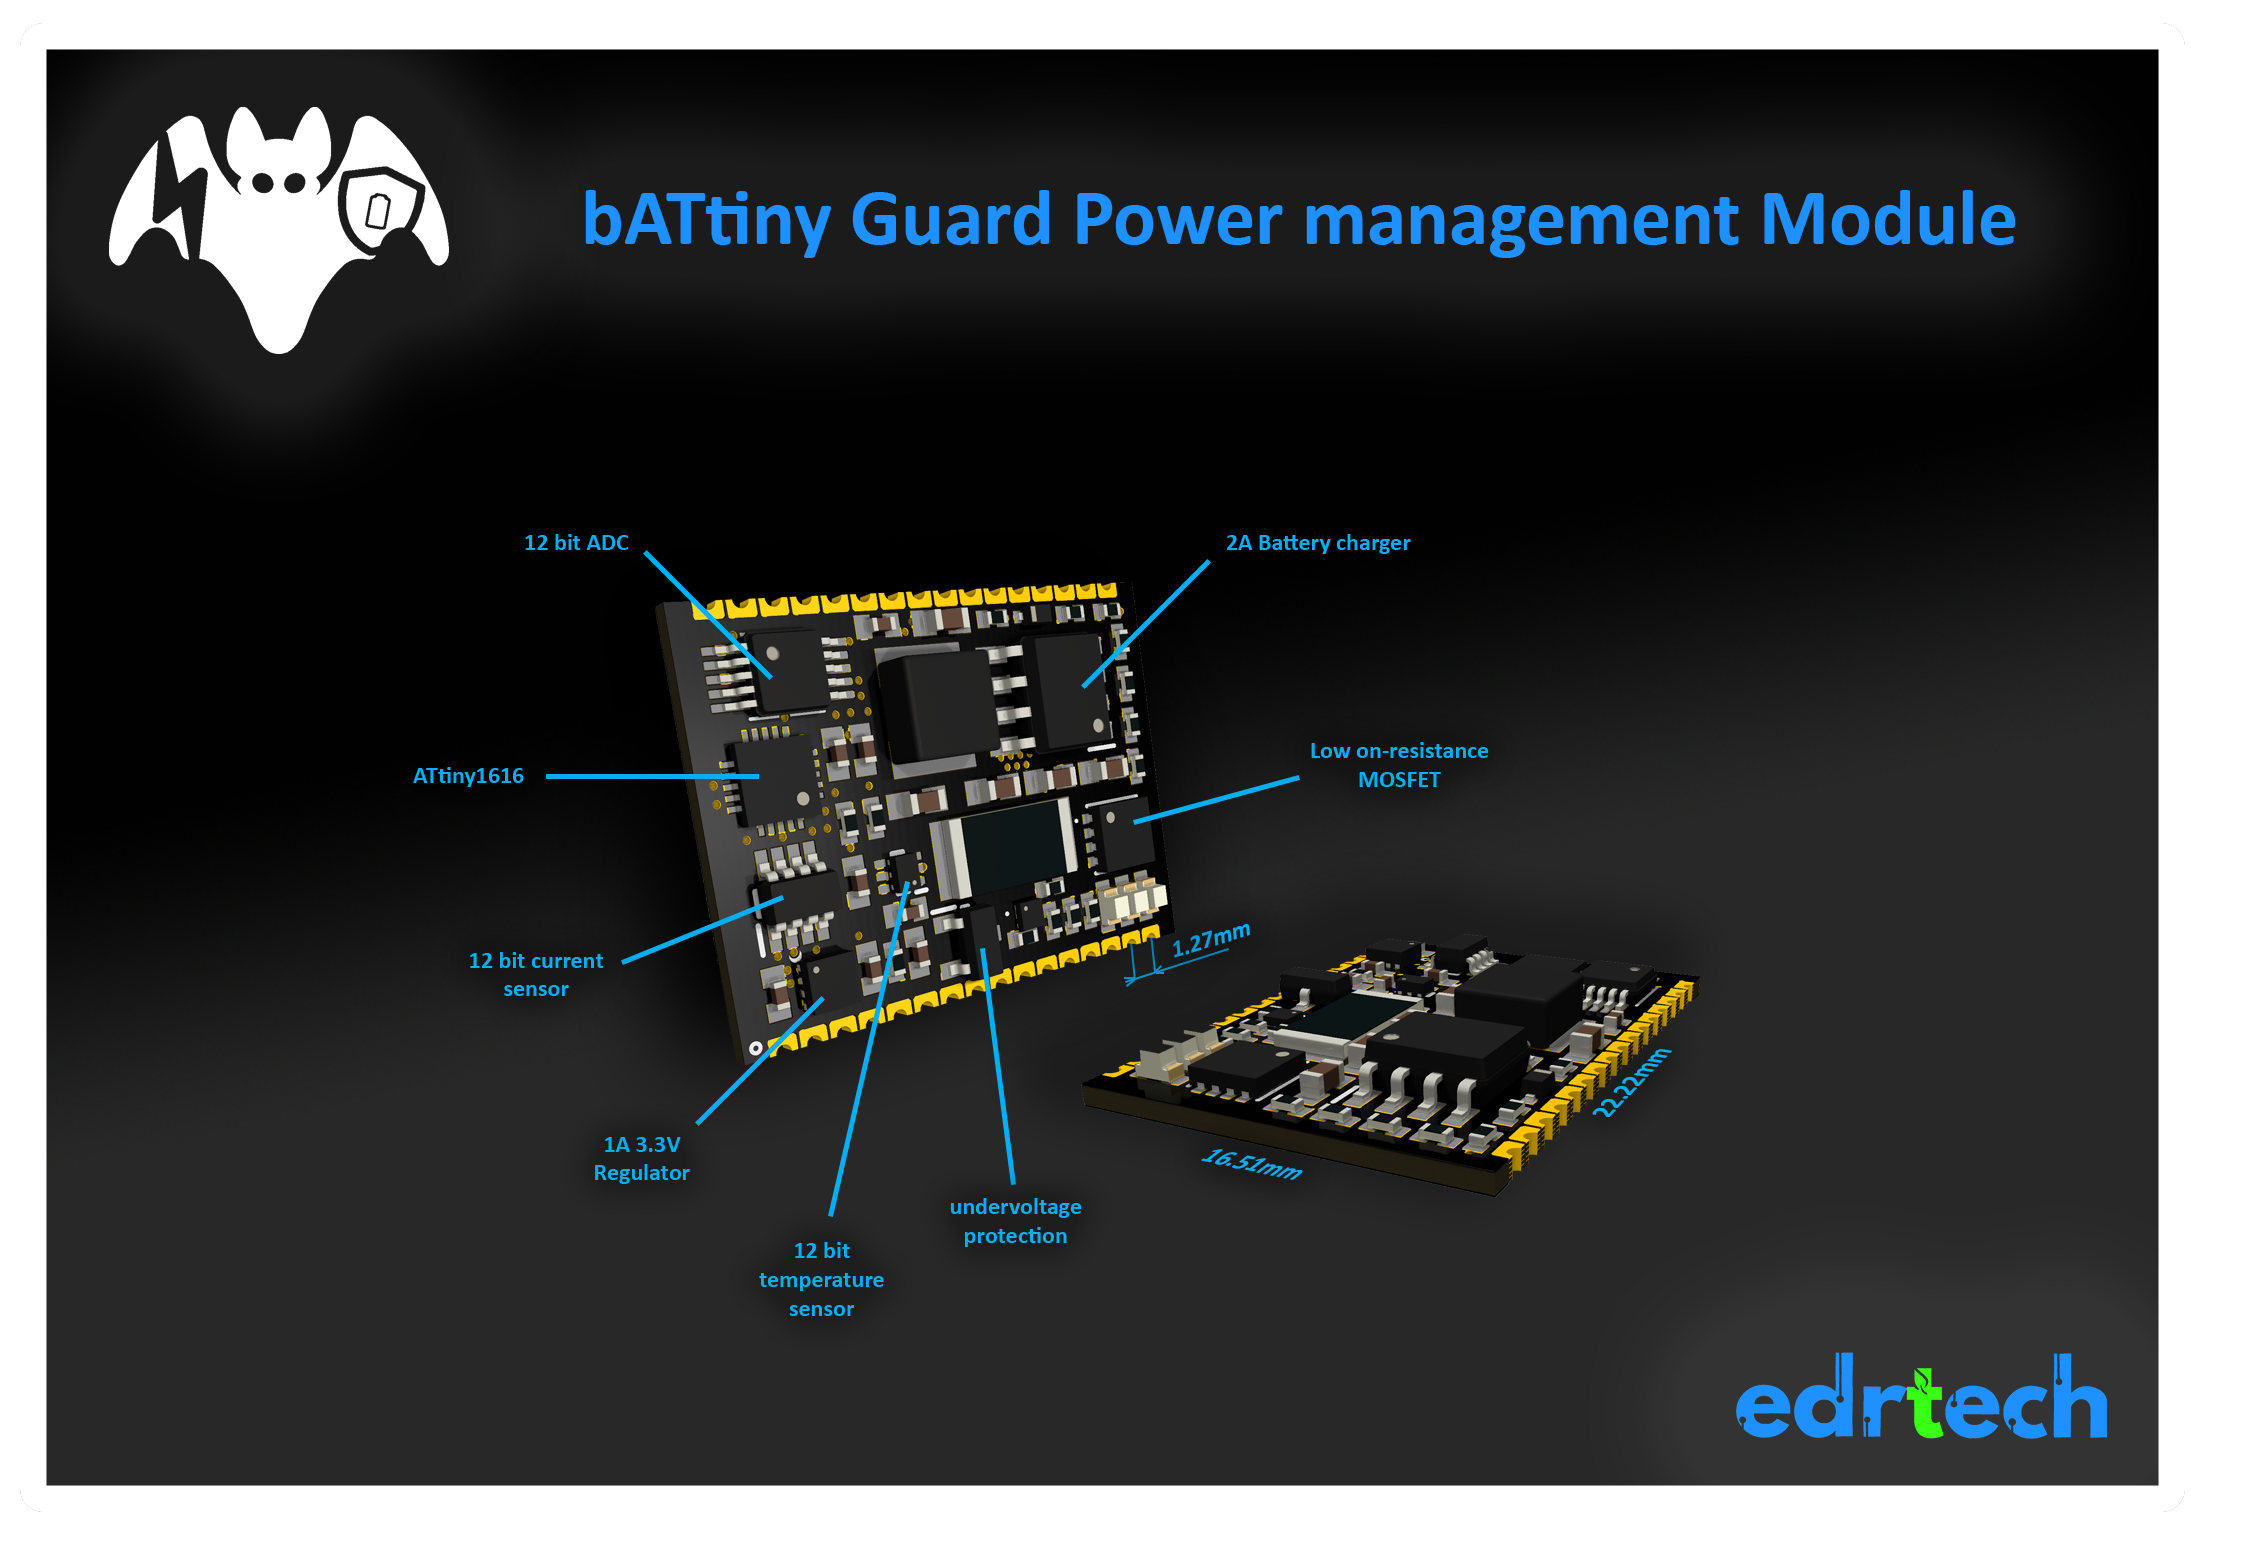 bATtiny Guard Power management Module
12 bit ADC
2A Battery charger
ATtiny1616
Low on-resistance
MOSFET
12 bit current
sensor
1.27mm
1A 3.3V
Regulator
12 bit
temperature
sensor
undervoltage
protection
16.51mm
22.22mm
edrtech